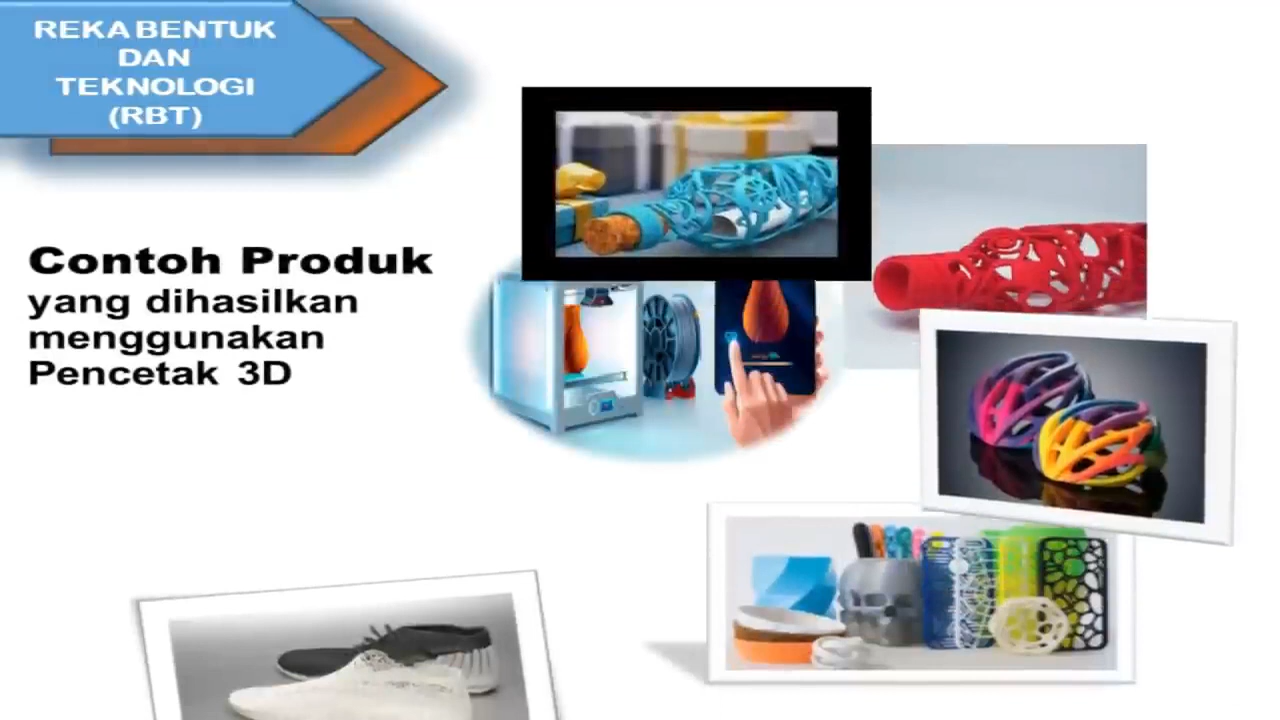 REKA BENTUK
DAN
TEKNOLOGI
(RBT)
Contoh Produk
yang dihasilkan
menggunakan
Pencetak 3D